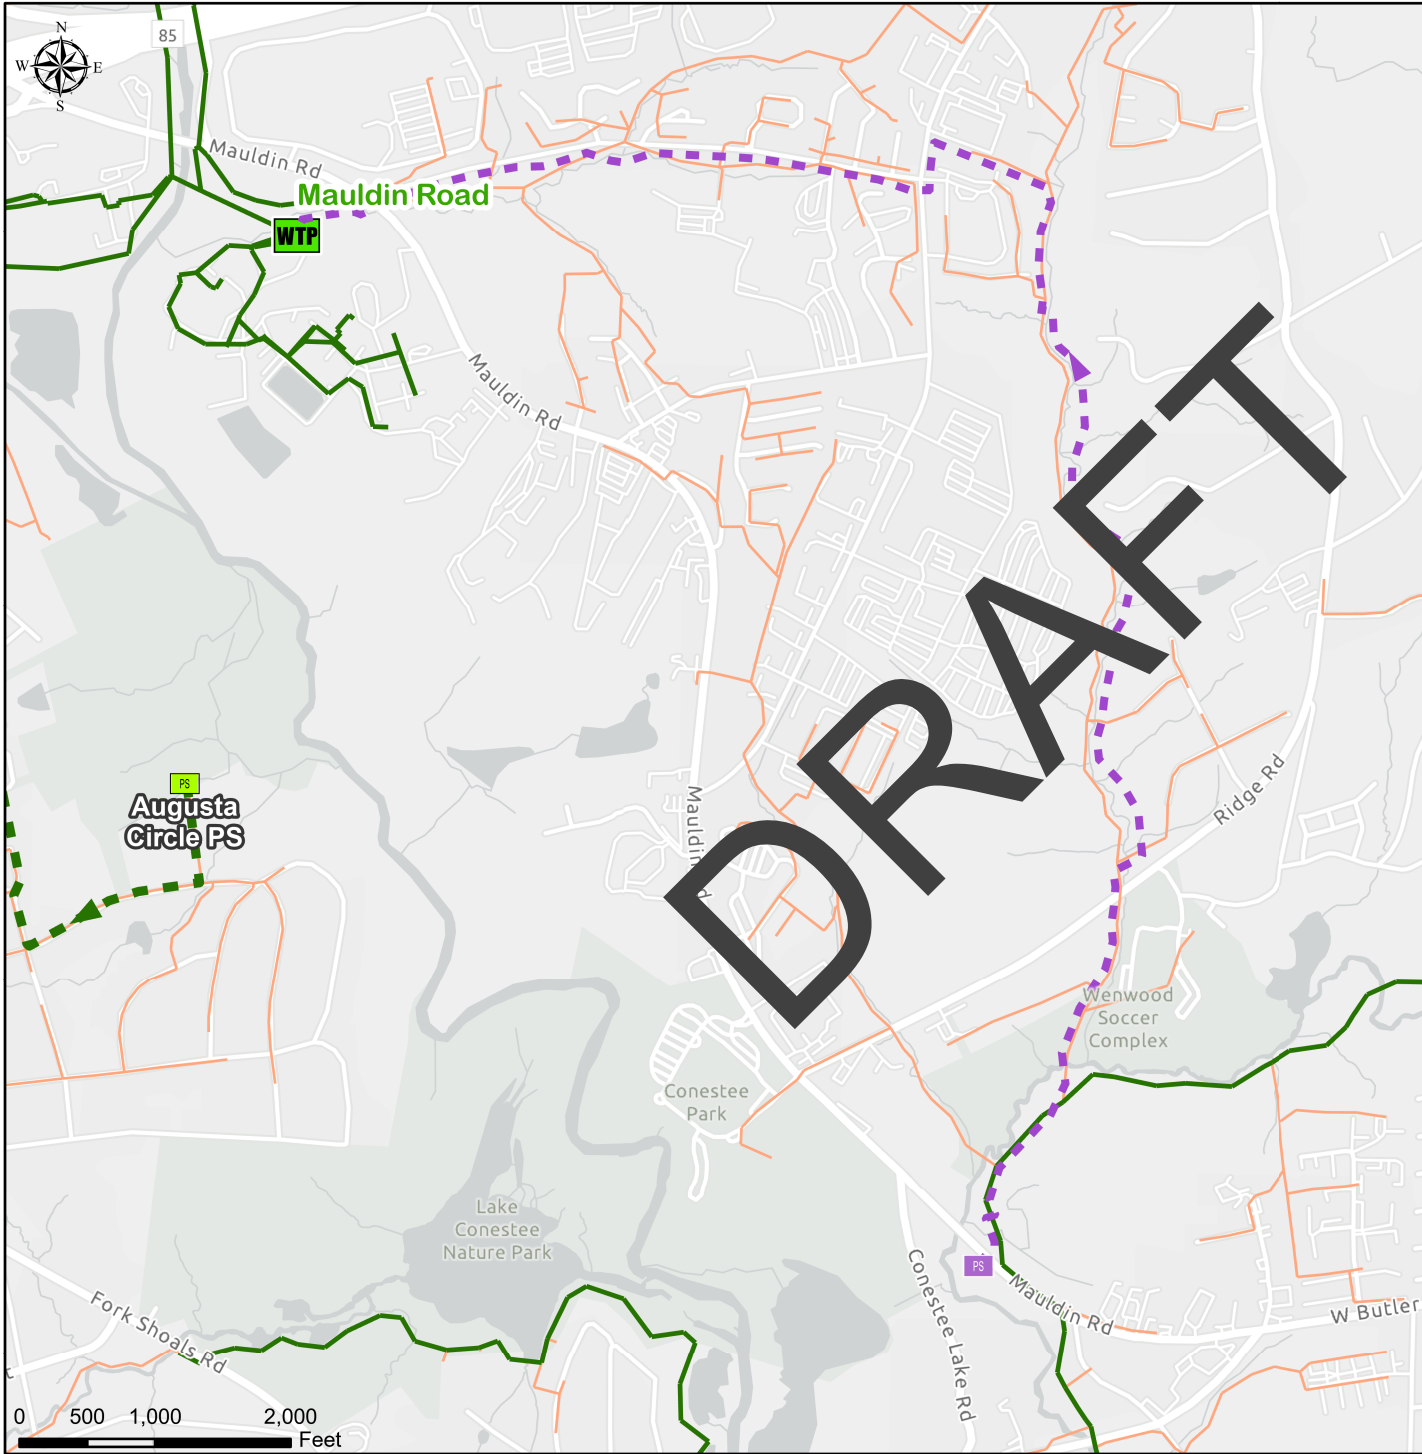 N
85
W
E
S
Mauldin Rd
Mauldin Road
WTP
Mauldin Rd
PS
Augusta
Circle PS
Mauldin Rd
Ridge Rd
DRAFT
Wenwood
Soccer
Complex
Conestee
Park
Lake
Conestee
Nature Park
PS
Mauldin Rd
Conestee Lake Rd
W Butler
Fork Shoals Rd
0
500
1,000
2,000
Feet